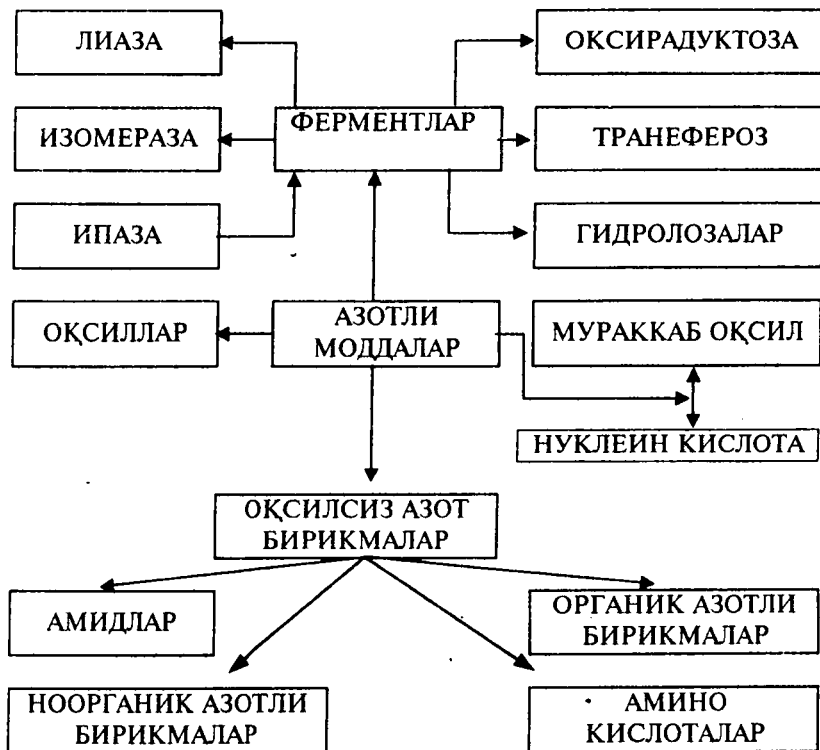 ЛИАЗА
ОКСИРАДУКТОЗА
ФЕРМЕНТЛАР
ИЗОМЕРАЗА
ТРАНЕФЕРОЗ
ИПАЗА
ГИДРОЛОЗАЛАР
ОҚСИЛЛАР
АЗОТЛИ
МОДДАЛАР
МУРАККАБ ОҚСИЛ
НУКЛЕИН КИСЛОТА
ОҚСИЛСИЗ АЗОТ
БИРИКМАЛАР
АМИДЛАР
ОРГАНИК АЗОТЛИ
БИРИКМАЛАР
НООРГАНИК АЗОТЛИ
БИРИКМАЛАР
АМИНО
КИСЛОТАЛАР